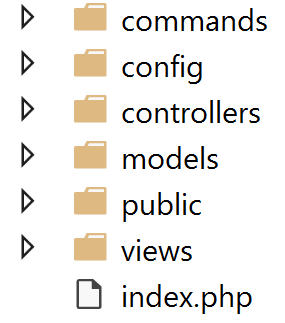 commands
config
controllers
models
public
views
index.php